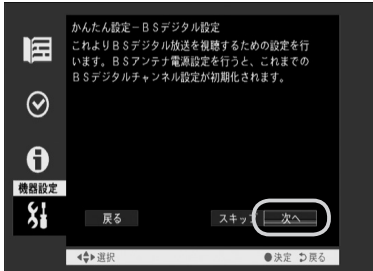 かんたん設定－ＢＳデジタル設定
これよりＢＳデジタル放送を視聴するための設定を行
います。ＢＳアンテナ電源設定を行うと、これまでの
ＢＳデジタルチャンネル設定が初期化されます。
機器設定
戻る
スキップ
次へ
選択
決定
戻る